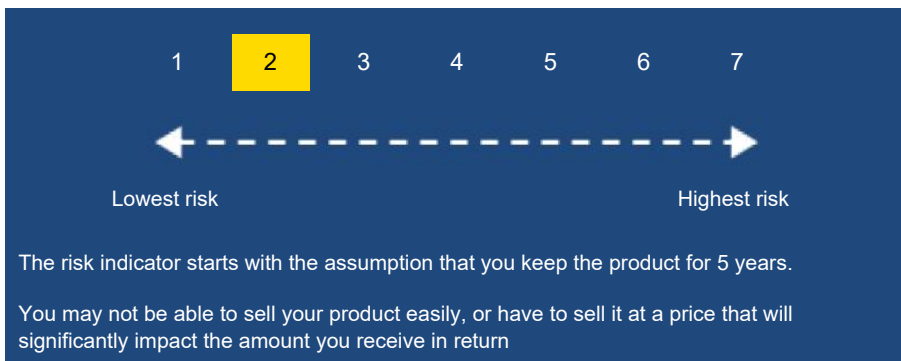 1 2 3 4 5 6 7
Lowest risk Highest risk
The risk indicator starts with the assumption that you keep the product for 5 years.
You may not be able to sell your product easily, or have to sell it at a price that will
significantly impact the amount you receive in return